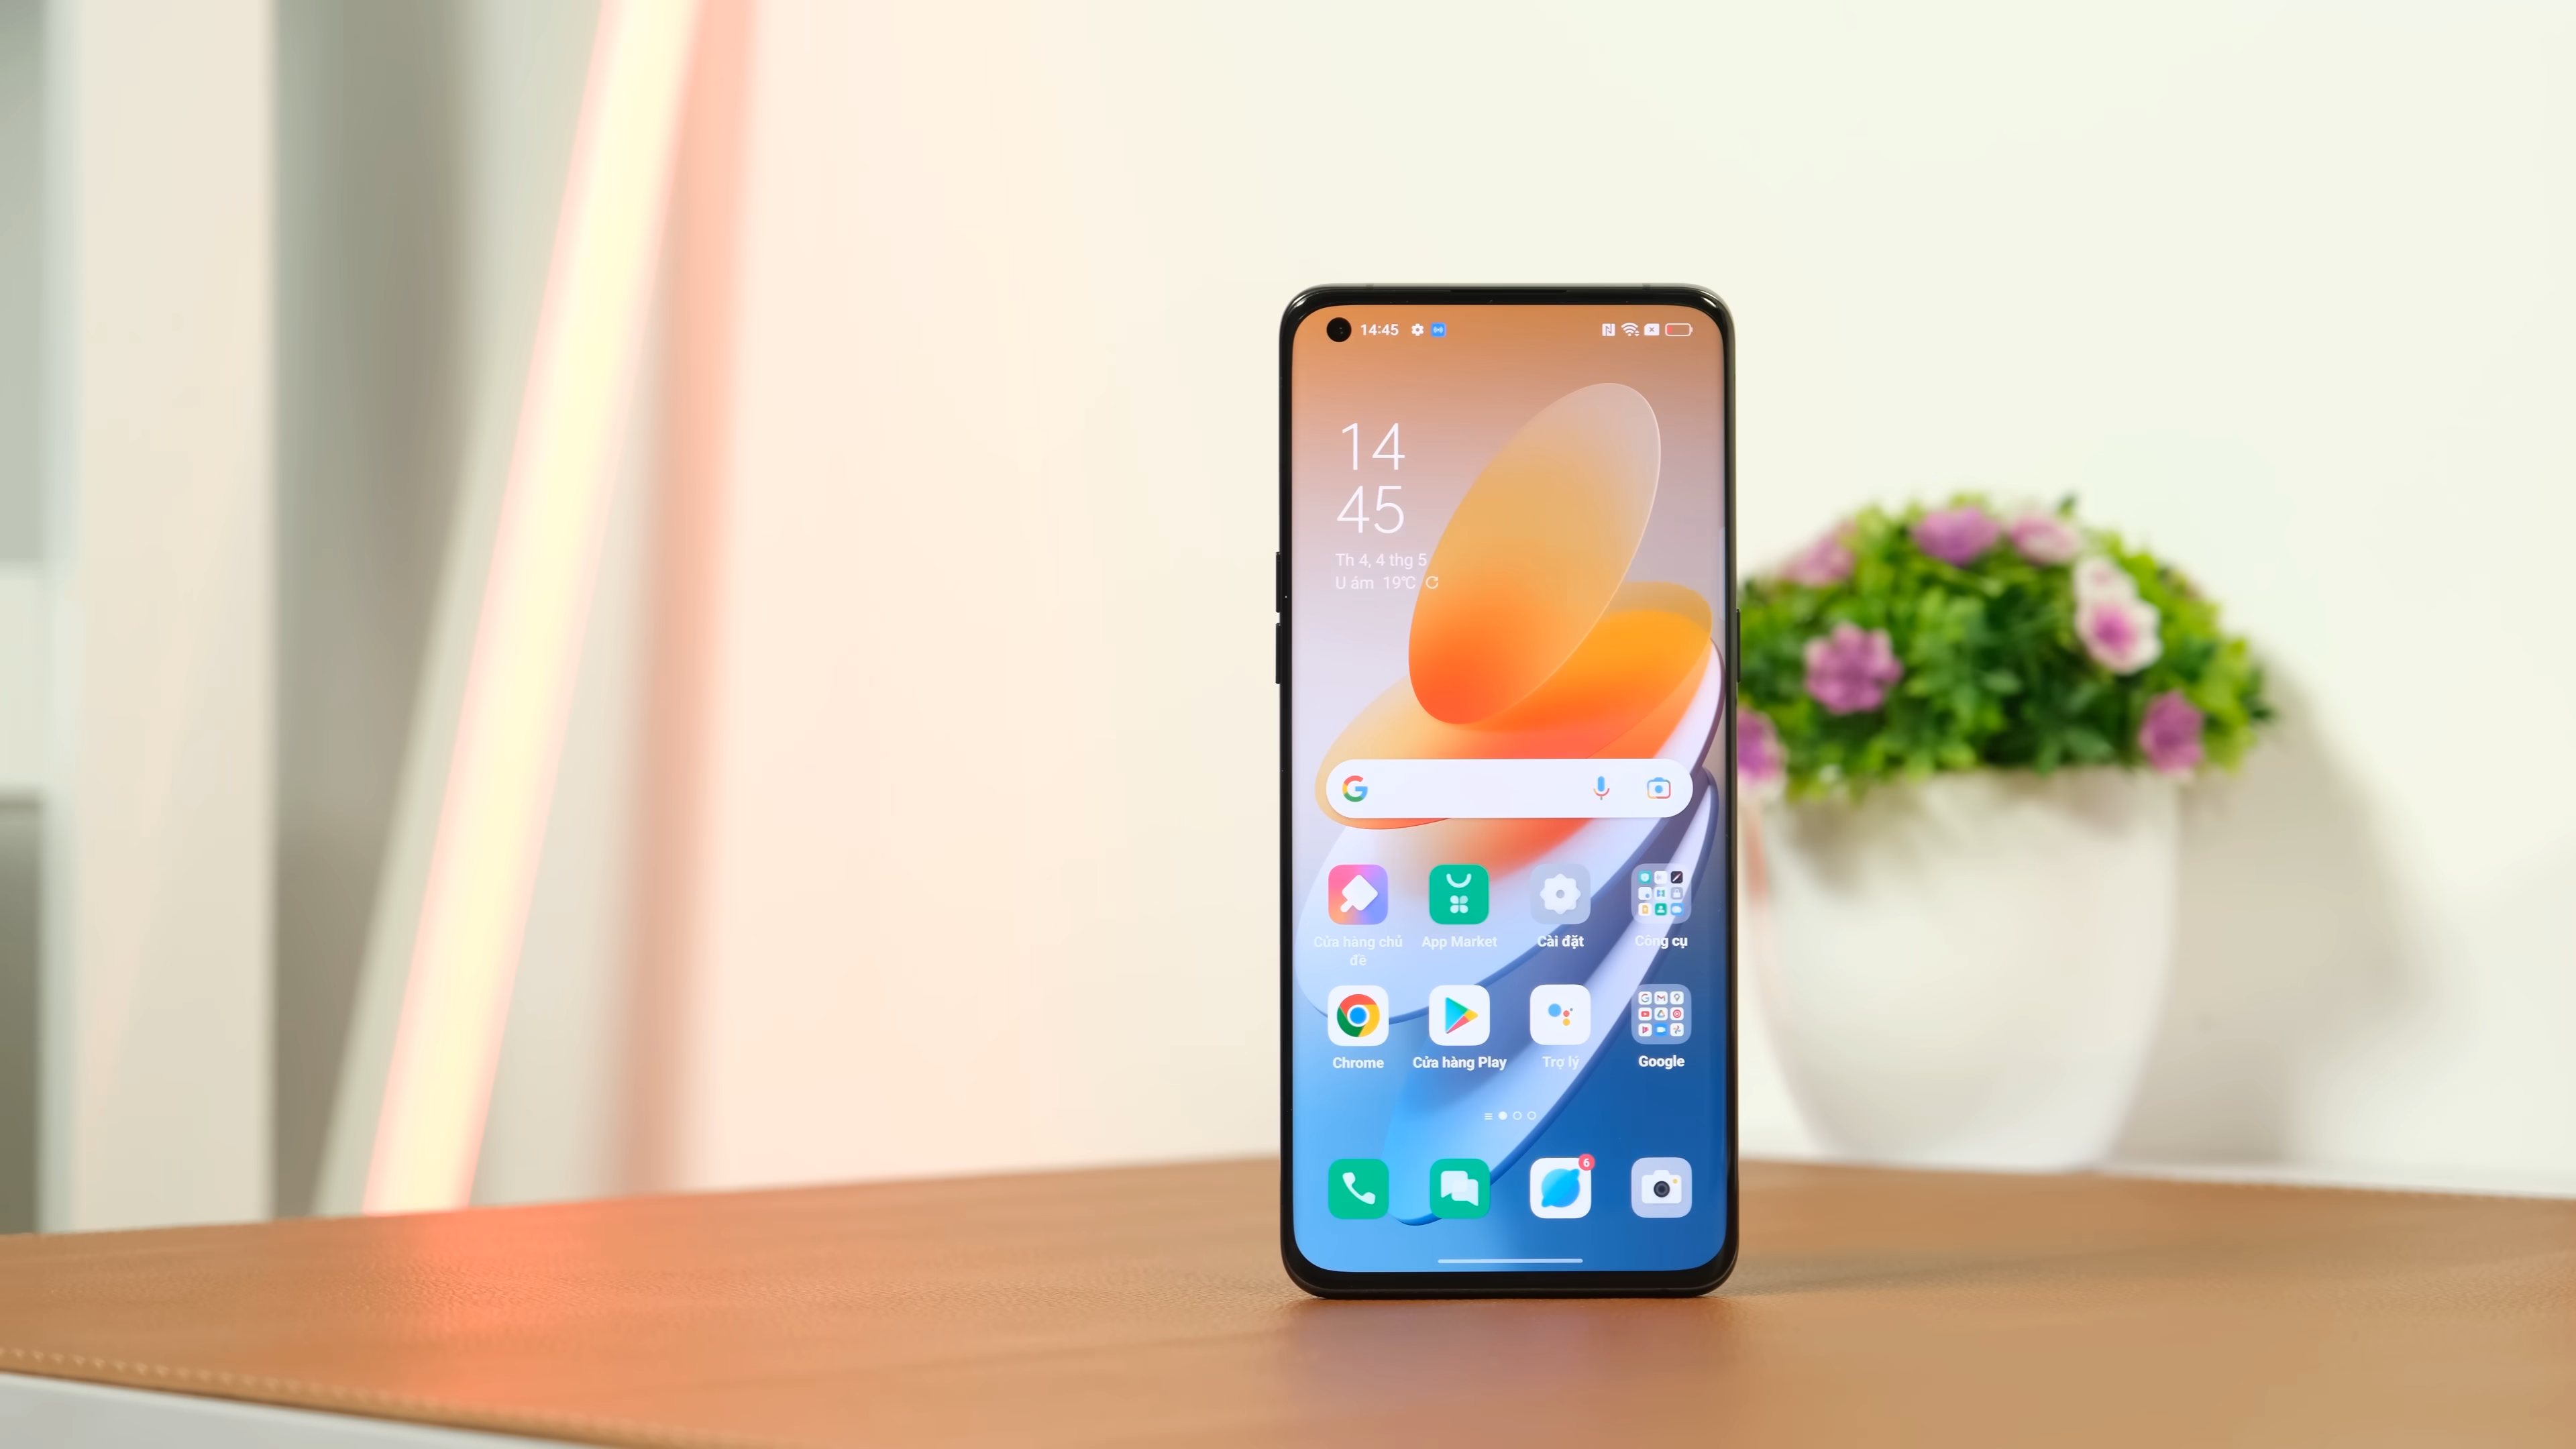 14:45
14
45
Th 4, 4 thg 5
U ám 19°C
Cửa hàng chủ
đề
App Market
Cài đặt
Công cụ
Chrome
Cửa hàng Play
Trợ lý
Google
6